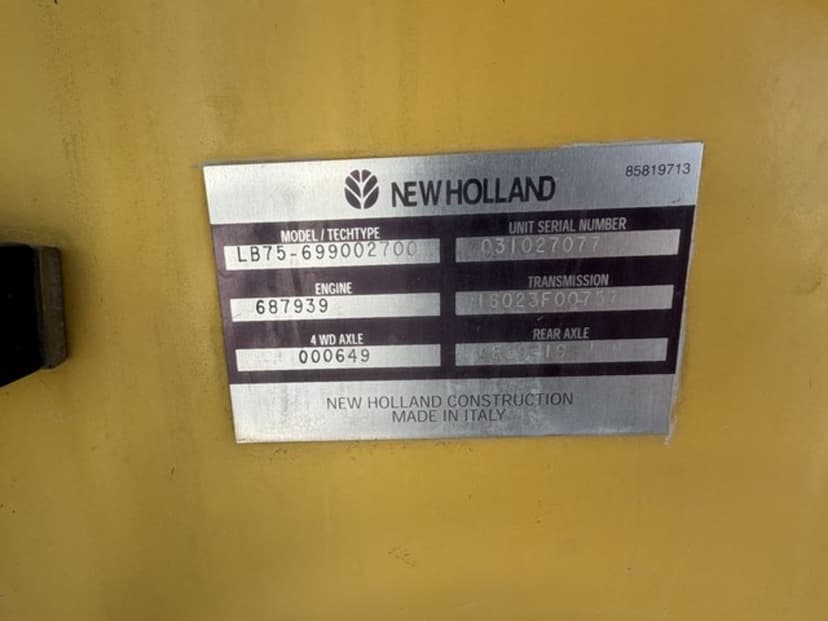 NEW HOLLAND
85819713
MODEL / TECHTYPE
UNIT SERIAL NUMBER
LB75-699002700
031027077
ENGINE
TRANSMISSION
687939
4 WD AXLE
REAR AXLE
000649
NEW HOLLAND CONSTRUCTION
MADE IN ITALY